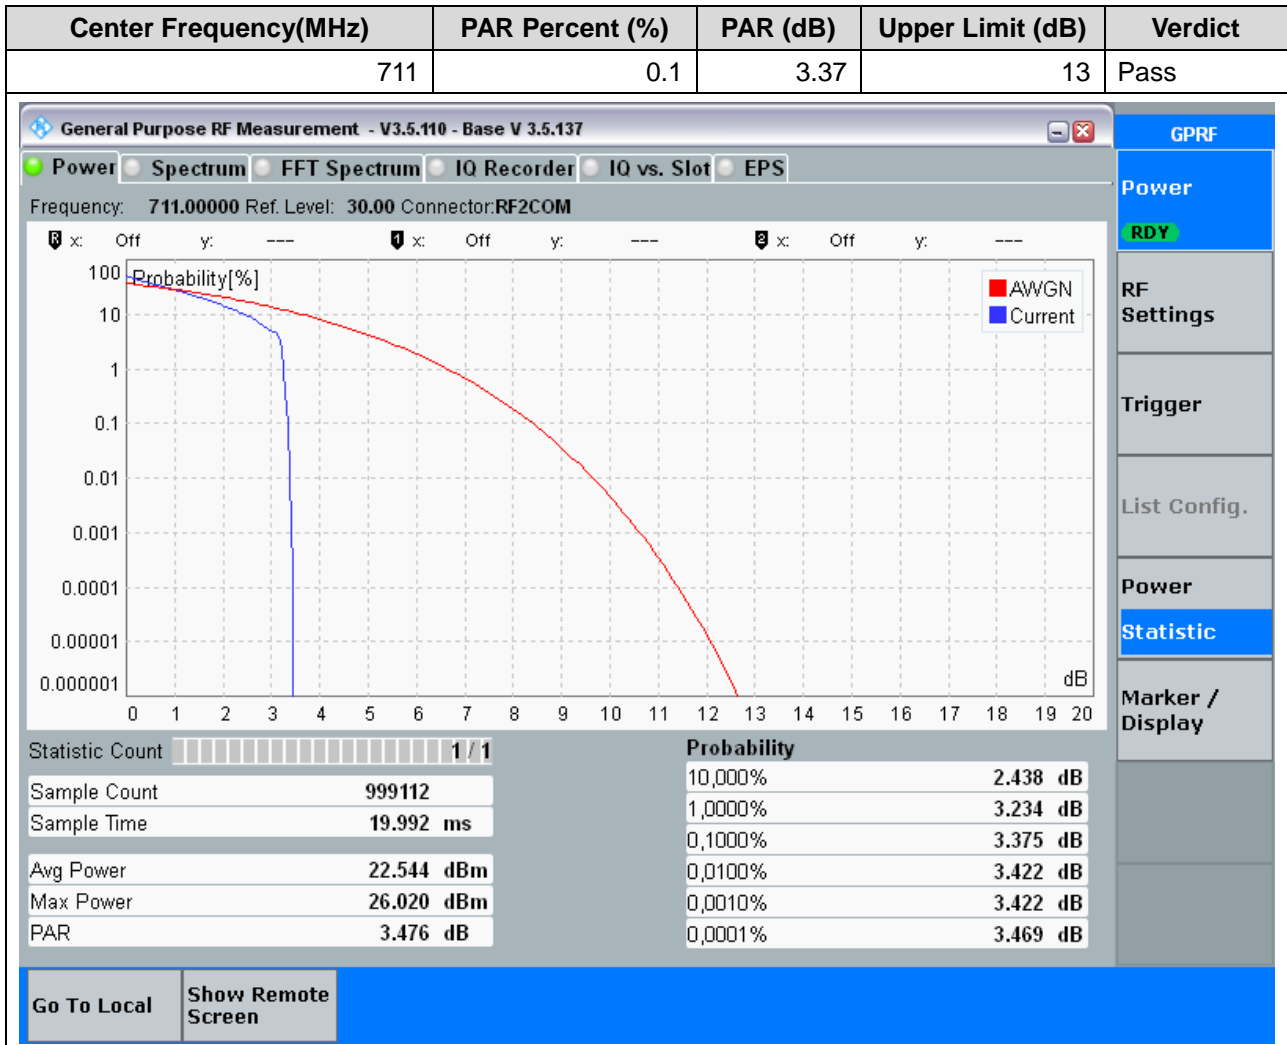 Center Frequency(MHz) PAR Percent (%) PAR (dB) Upper Limit (dB) Verdict
711 0.1 3.37 13 Pass
General Purpose RF Measurement - V3.5.110 - Base V 3.5.137
GPRF
Power Spectrum FFT Spectrum IQ Recorder IQ vs. Slot EPS
Frequency: 711.00000 Ref. Level: 30.00 Connector:RF2COM
R x: Off y: --- 1 x: Off y: --- 2 x: Off y: ---
Probability[%]
AWGN
Current
100
10
1
0.1
0.01
0.001
0.0001
0.00001
0.000001
dB
0 1 2 3 4 5 6 7 8 9 10 11 12 13 14 15 16 17 18 19 20
Statistic Count 1 / 1
Sample Count 999112
Sample Time 19.992 ms
Avg Power 22.544 dBm
Max Power 26.020 dBm
PAR 3.476 dB
Probability
10,000% 2.438 dB
1,0000% 3.234 dB
0,1000% 3.375 dB
0,0100% 3.422 dB
0,0010% 3.422 dB
0,0001% 3.469 dB
Power
RDY
RF
Settings
Trigger
List Config.
Power
Statistic
Marker /
Display
Go To Local
Show Remote
Screen